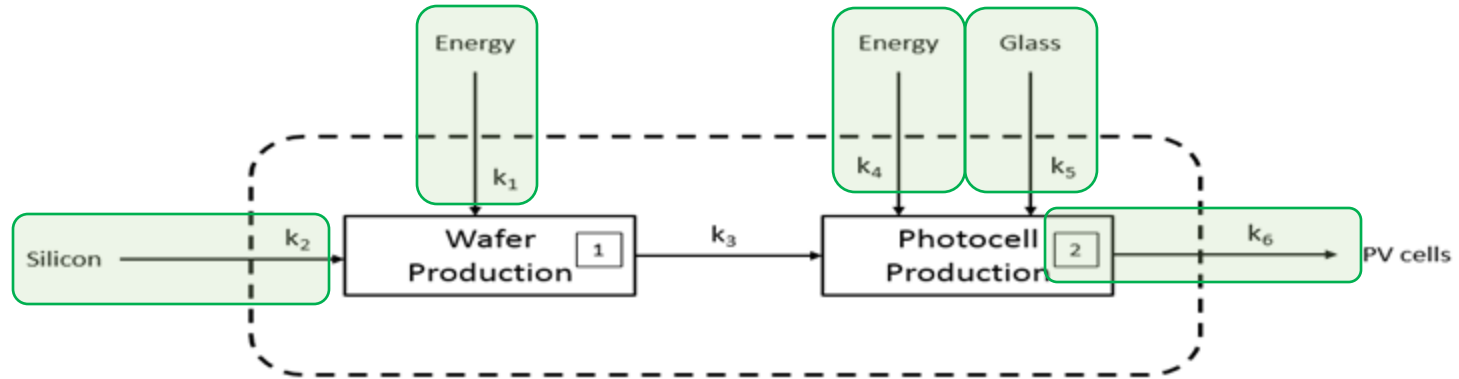 Energy
Energy
Glass
k₁
k₄
k₅
Silicon
k₂
Wafer
Production
1
k₃
Photocell
Production
2
k₆
PV cells